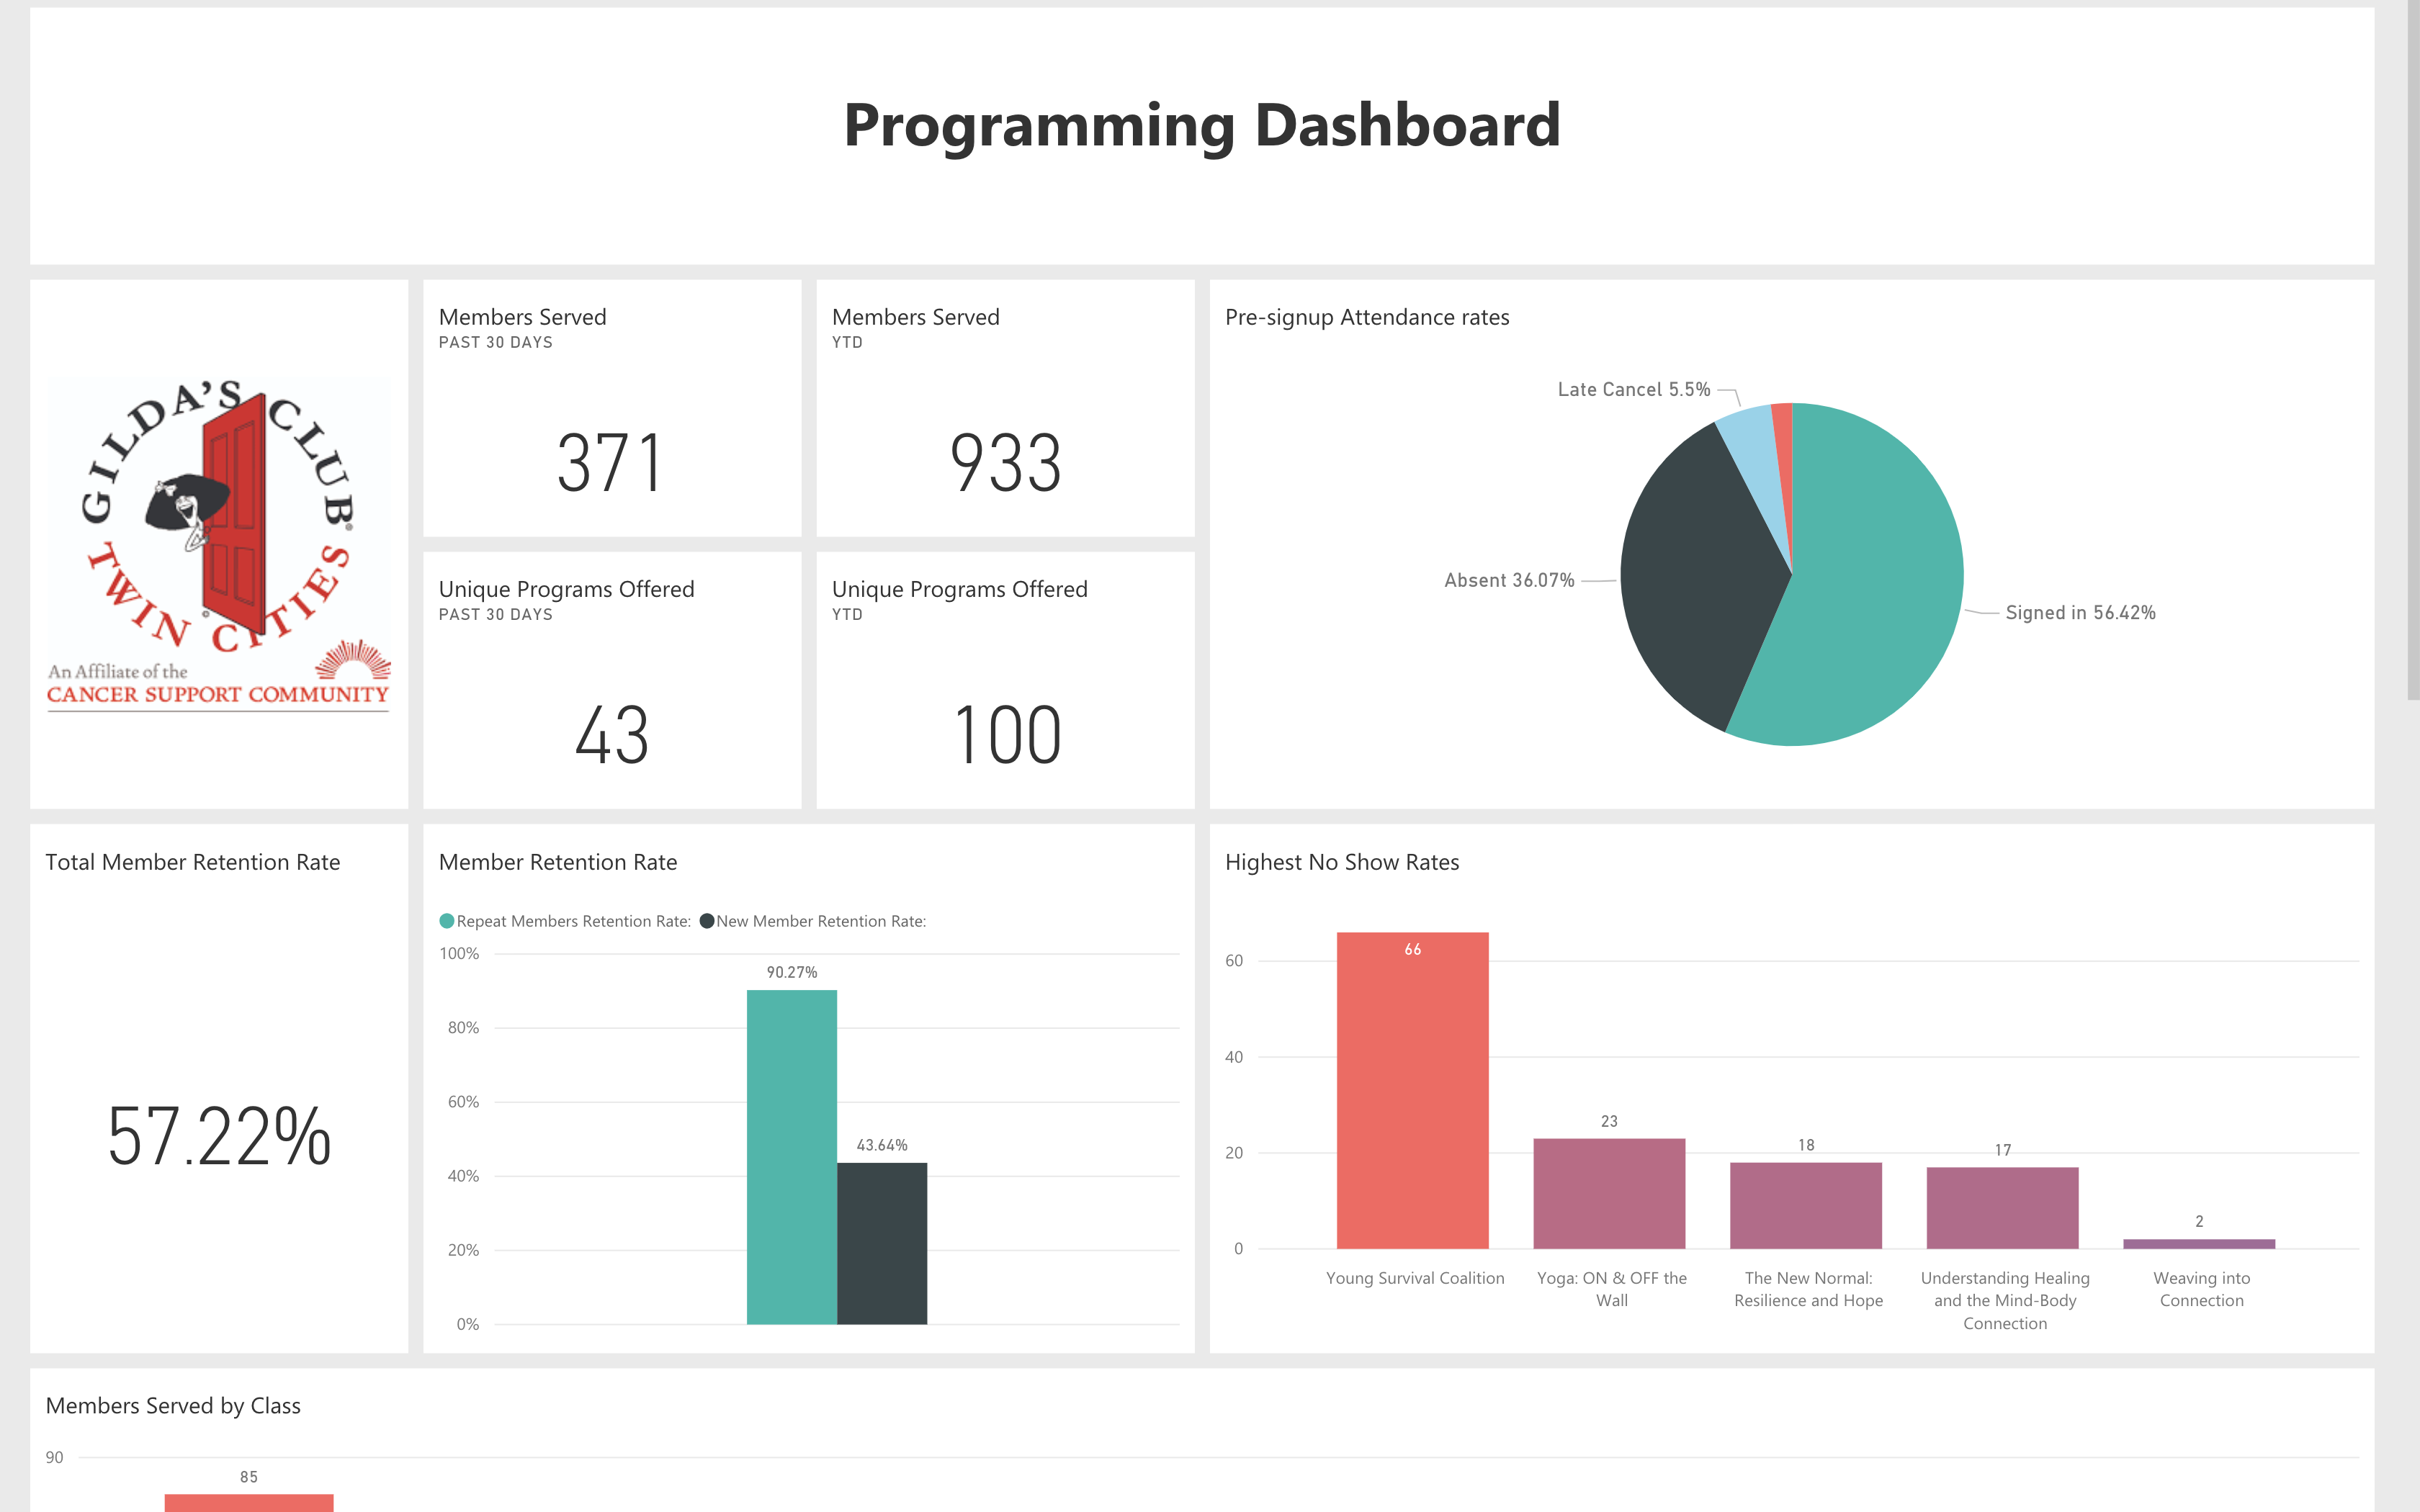 Programming Dashboard
GILDA'S CLUB®
TWIN CITIES
An Affiliate of the
CANCER SUPPORT COMMUNITY
Members Served
PAST 30 DAYS
371
Members Served
YTD
933
Unique Programs Offered
PAST 30 DAYS
43
Unique Programs Offered
YTD
100
Pre-signup Attendance rates
Late Cancel 5.5%
Absent 36.07%
Signed in 56.42%
Total Member Retention Rate
57.22%
Member Retention Rate
Repeat Members Retention Rate: New Member Retention Rate:
100%
90.27%
80%
60%
43.64%
40%
20%
0%
Highest No Show Rates
66
60
40
23
20
18
17
2
0
Young Survival Coalition
Yoga: ON & OFF the
Wall
The New Normal:
Resilience and Hope
Understanding Healing
and the Mind-Body
Connection
Weaving into
Connection
Members Served by Class
90
85